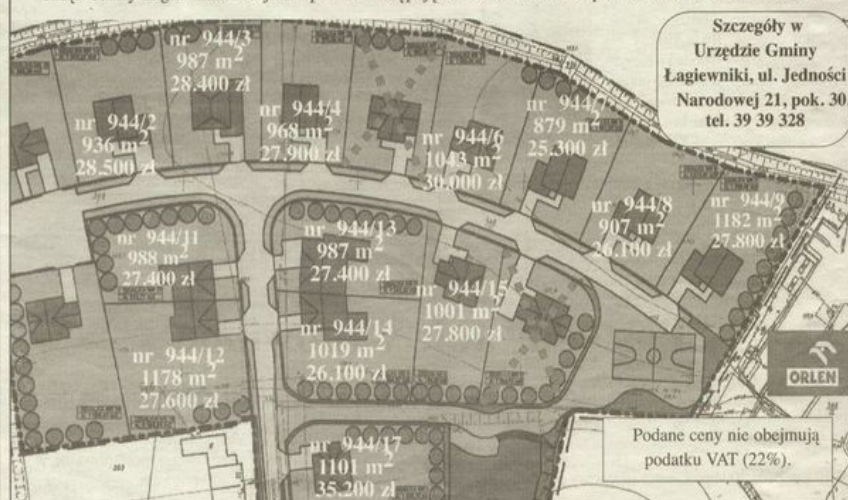 Szczegóły w
Urzędzie Gminy
Łagiewniki, ul. Jedności
Narodowej 21, pok. 30,
tel. 39 39 328
nr 944/3
987 m²
28.400 zł
nr 944/2
936 m²
28.500 zł
nr 944/4
968 m²
27.900 zł
nr 944/6
1043 m²
30.000 zł
nr 944/7
879 m²
25.300 zł
ur 944/8
907 m²
26.100 zł
nr 944/9
1182 m²
27.800 zł
nr 944/11
988 m²
27.400 zł
nr 944/13
987 m²
27.400 zł
nr 944/15
1001 m²
27.800 zł
nr 944/12
1178 m²
27.600 zł
nr 944/14
1019 m²
26.100 zł
nr 944/17
1101 m²
35.200 zł
ORLEN
Podane ceny nie obejmują
podatku VAT (22%).